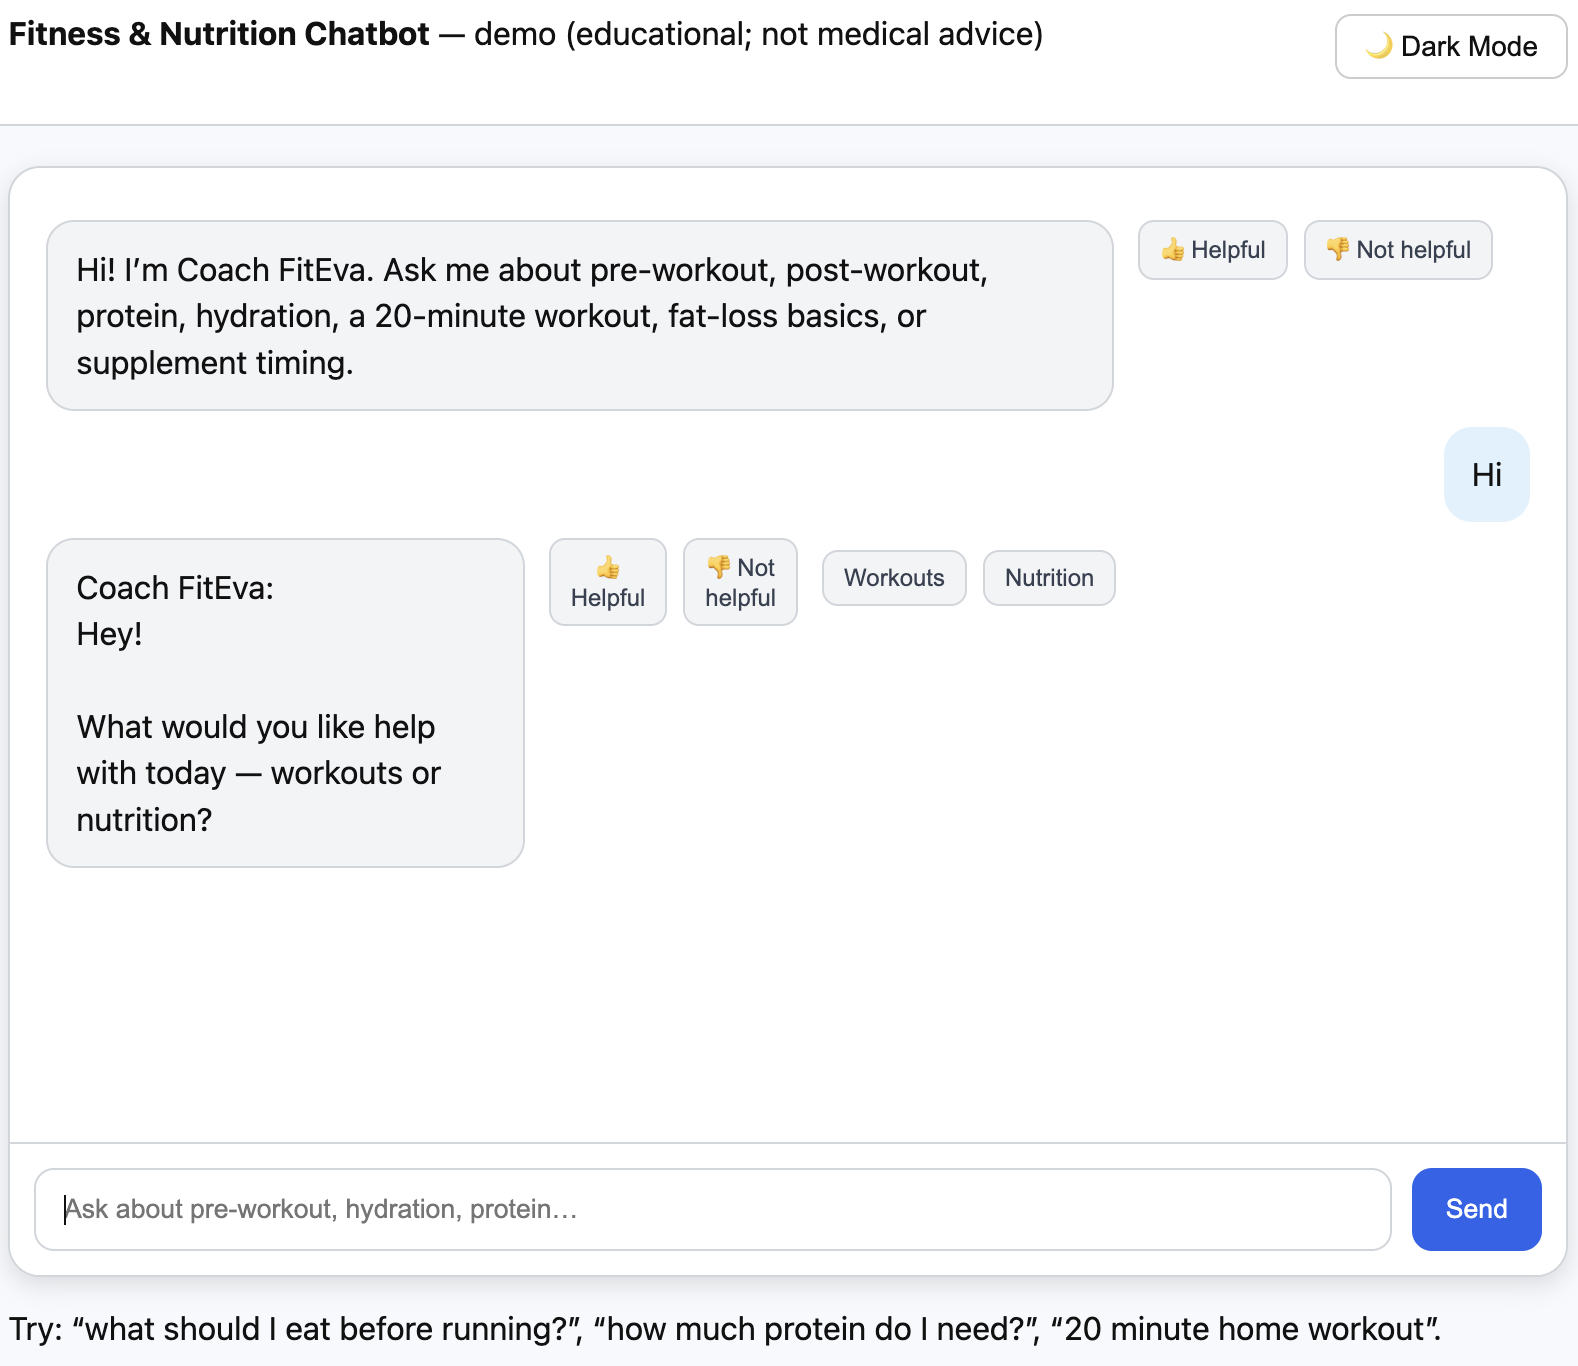 Fitness & Nutrition Chatbot — demo (educational; not medical advice)
🌙 Dark Mode
Hi! I’m Coach FitEva. Ask me about pre-workout, post-workout,
protein, hydration, a 20-minute workout, fat-loss basics, or
supplement timing.
👍 Helpful
👎 Not helpful
Hi
Coach FitEva:
Hey!
What would you like help
with today — workouts or
nutrition?
👍
Helpful
👎 Not
helpful
Workouts
Nutrition
Ask about pre-workout, hydration, protein…
Send
Try: “what should I eat before running?”, “how much protein do I need?”, “20 minute home workout”.